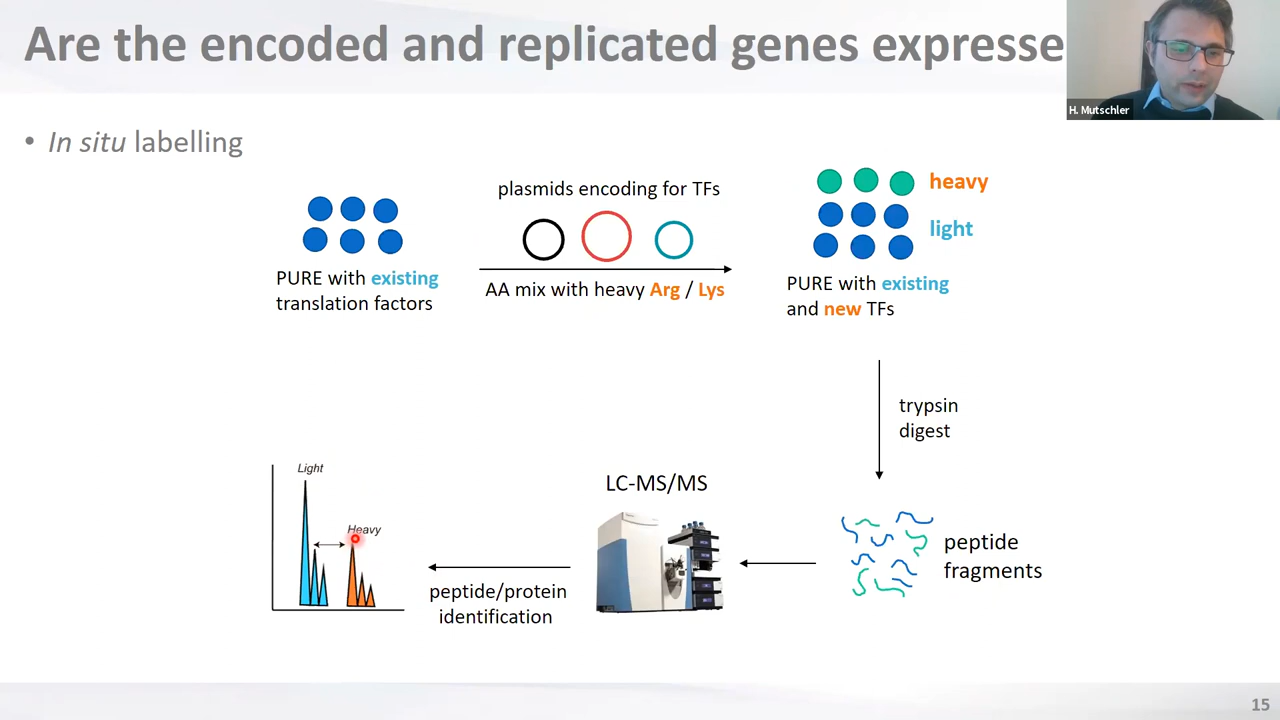 Are the encoded and replicated genes expresse
H. Mutschler
• In situ labelling
plasmids encoding for TFs
heavy
light
PURE with existing
translation factors
AA mix with heavy Arg / Lys
PURE with existing
and new TFs
trypsin
digest
Light
Heavy
LC-MS/MS
peptide
fragments
peptide/protein
identification
15